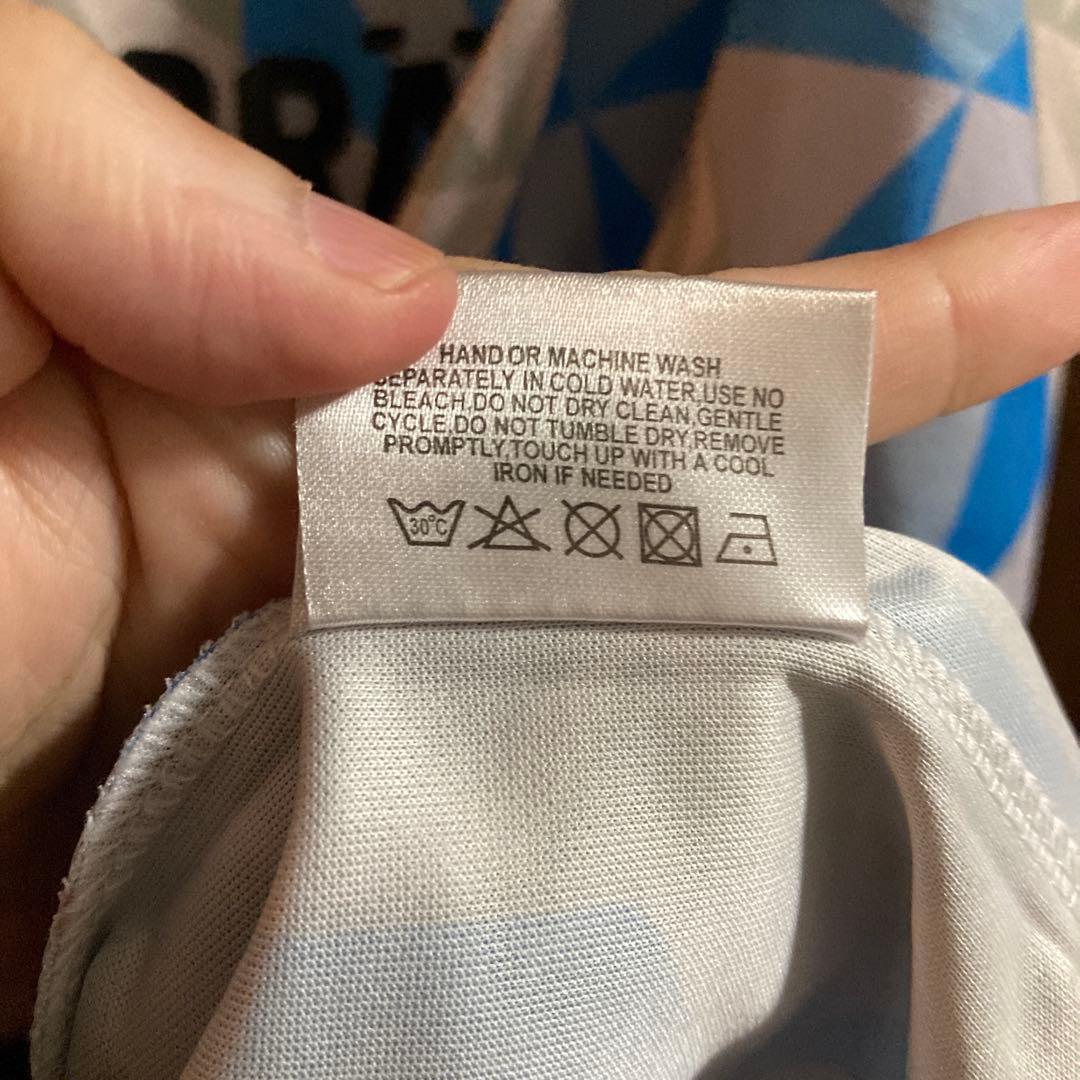 HAND OR MACHINE WASH
SEPARATELY IN COLD WATER,USE NO
BLEACH.DO NOT DRY CLEAN,GENTLE
CYCLE.DO NOT TUMBLE DRY,REMOVE
PROMPTLY,TOUCH UP WITH A COOL
IRON IF NEEDED
30°C